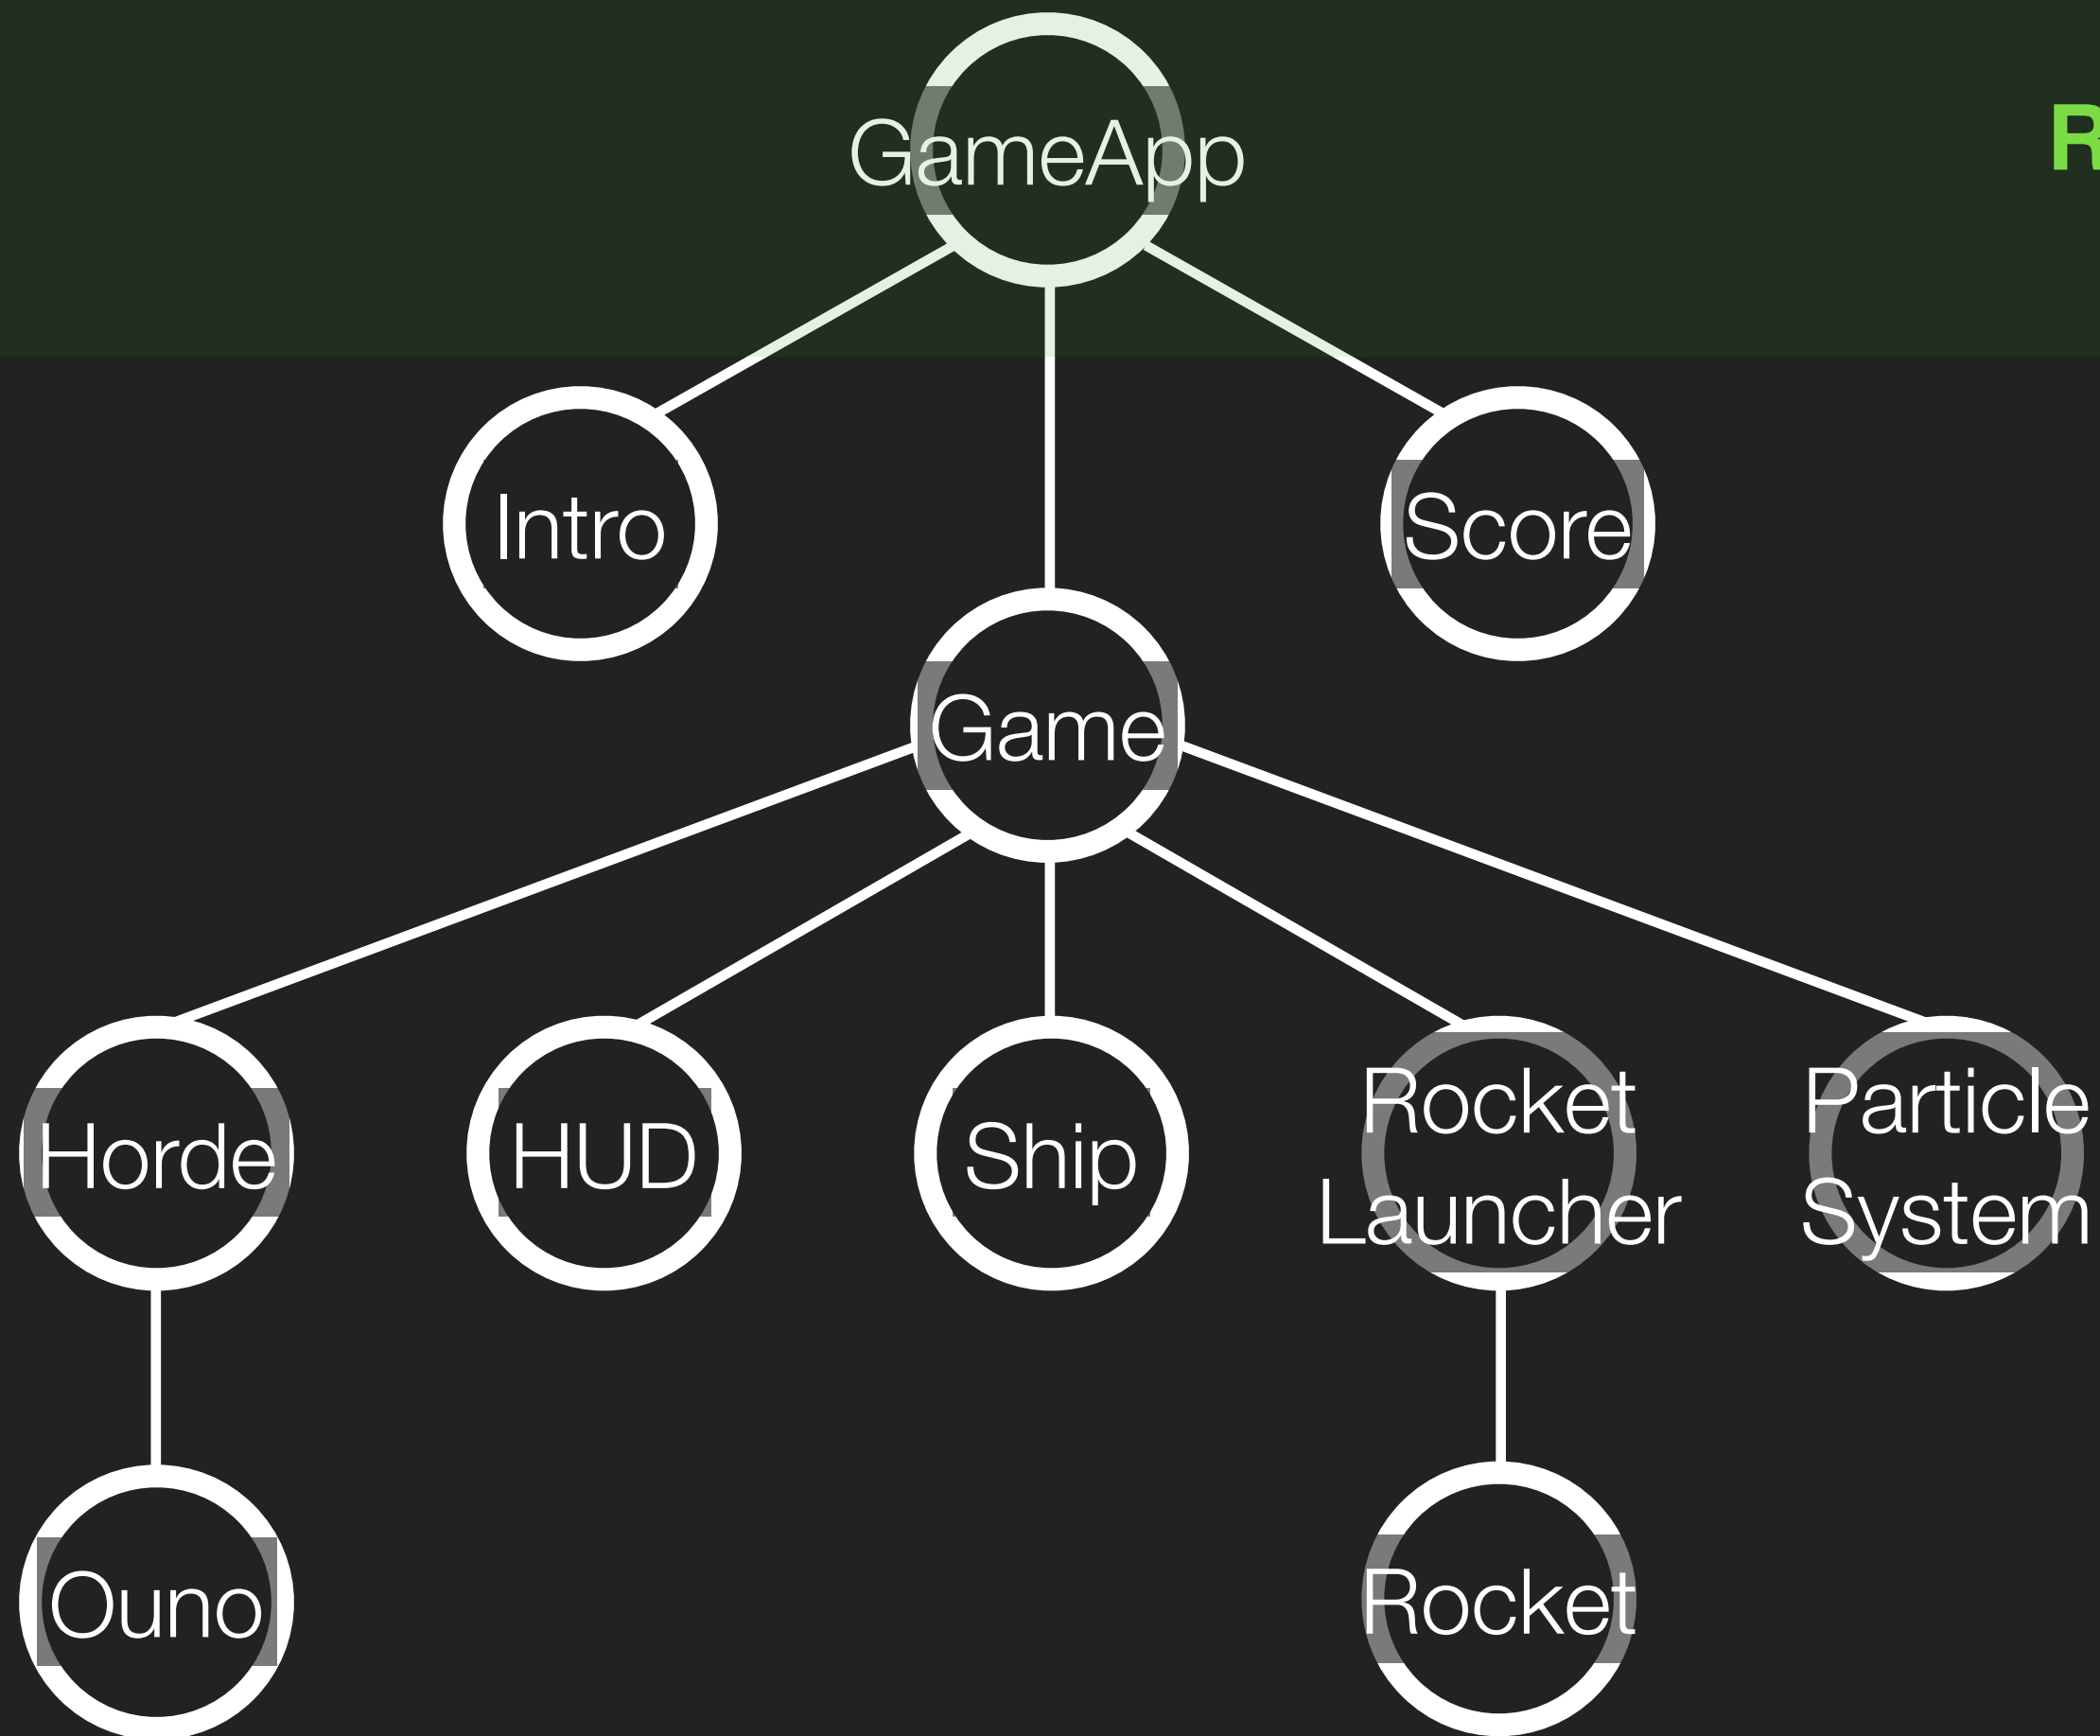 GameApp
R
Intro
Score
Game
Horde
HUD
Ship
Rocket
Launcher
Particle
System
Ouno
Rocket